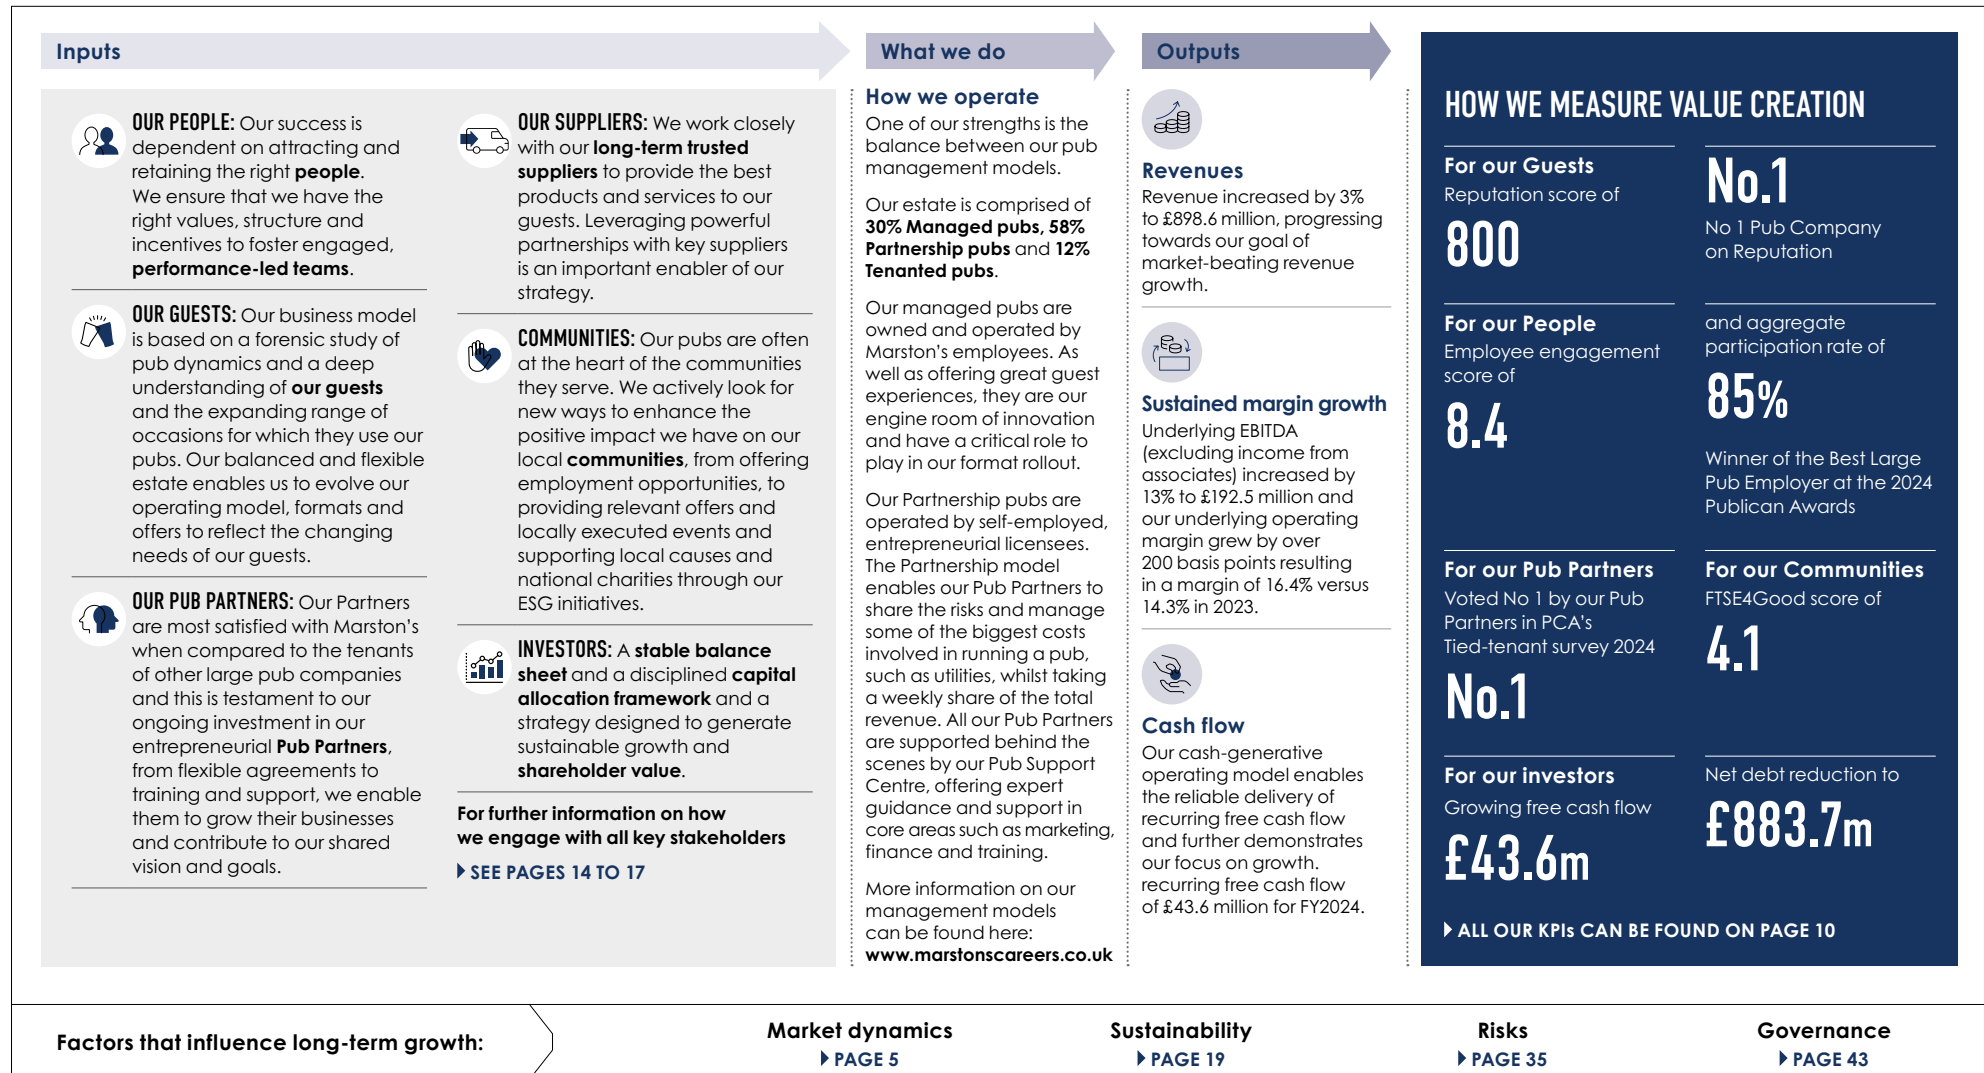 Inputs
OUR PEOPLE: Our success is
dependent on attracting and
retaining the right people.
We ensure that we have the
right values, structure and
incentives to foster engaged,
performance-led teams.
OUR GUESTS: Our business model
is based on a forensic study of
pub dynamics and a deep
understanding of our guests
and the expanding range of
occasions for which they use our
pubs. Our balanced and flexible
estate enables us to evolve our
operating model, formats and
offers to reflect the changing
needs of our guests.
OUR PUB PARTNERS: Our Partners
are most satisfied with Marston's
when compared to the tenants
of other large pub companies
and this is testament to our
ongoing investment in our
entrepreneurial Pub Partners,
from flexible agreements to
training and support, we enable
them to grow their businesses
and contribute to our shared
vision and goals.
OUR SUPPLIERS: We work closely
with our long-term trusted
suppliers to provide the best
products and services to our
guests. Leveraging powerful
partnerships with key suppliers
is an important enabler of our
strategy.
COMMUNITIES: Our pubs are often
at the heart of the communities
they serve. We actively look for
new ways to enhance the
positive impact we have on our
local communities, from offering
employment opportunities, to
providing relevant offers and
locally executed events and
supporting local causes and
national charities through our
ESG initiatives.
INVESTORS: A stable balance
sheet and a disciplined capital
allocation framework and a
strategy designed to generate
sustainable growth and
shareholder value.
For further information on how
we engage with all key stakeholders
SEE PAGES 14 TO 17
What we do
How we operate
One of our strengths is the
balance between our pub
management models.
Our estate is comprised of
30% Managed pubs, 58%
Partnership pubs and 12%
Tenanted pubs.
Our managed pubs are
owned and operated by
Marston's employees. As
well as offering great guest
experiences, they are our
engine room of innovation
and have a critical role to
play in our format rollout.
Our Partnership pubs are
operated by self-employed,
entrepreneurial licensees.
The Partnership model
enables our Pub Partners to
share the risks and manage
some of the biggest costs
involved in running a pub,
such as utilities, whilst taking
a weekly share of the total
revenue. All our Pub Partners
are supported behind the
scenes by our Pub Support
Centre, offering expert
guidance and support in
core areas such as marketing,
finance and training.
More information on our
management models
can be found here:
www.marstonscareers.co.uk
Outputs
Revenues
Revenue increased by 3%
to £898.6 million, progressing
towards our goal of
market-beating revenue
growth.
Sustained margin growth
Underlying EBITDA
(excluding income from
associates) increased by
13% to £192.5 million and
our underlying operating
margin grew by over
200 basis points resulting
in a margin of 16.4% versus
14.3% in 2023.
Cash flow
Our cash-generative
operating model enables
the reliable delivery of
recurring free cash flow
and further demonstrates
our focus on growth.
recurring free cash flow
of £43.6 million for FY2024.
HOW WE MEASURE VALUE CREATION
For our Guests
Reputation score of
800
No.1
No 1 Pub Company
on Reputation
For our People
Employee engagement
score of
8.4
and aggregate
participation rate of
85%
Winner of the Best Large
Pub Employer at the 2024
Publican Awards
For our Pub Partners
Voted No 1 by our Pub
Partners in PCA's
Tied-tenant survey 2024
No.1
For our Communities
FTSE4Good score of
4.1
For our investors
Growing free cash flow
£43.6m
Net debt reduction to
£883.7m
ALL OUR KPIs CAN BE FOUND ON PAGE 10
Factors that influence long-term growth:
Market dynamics
PAGE 5
Sustainability
PAGE 19
Risks
PAGE 35
Governance
PAGE 43